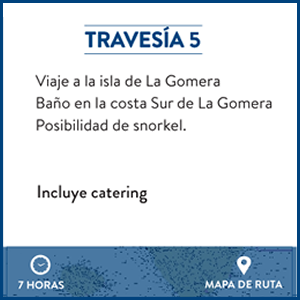 TRAVESÍA 5
Viaje a la isla de La Gomera
Baño en la costa Sur de La Gomera
Posibilidad de snorkel.
Incluye catering
7 HORAS
MAPA DE RUTA